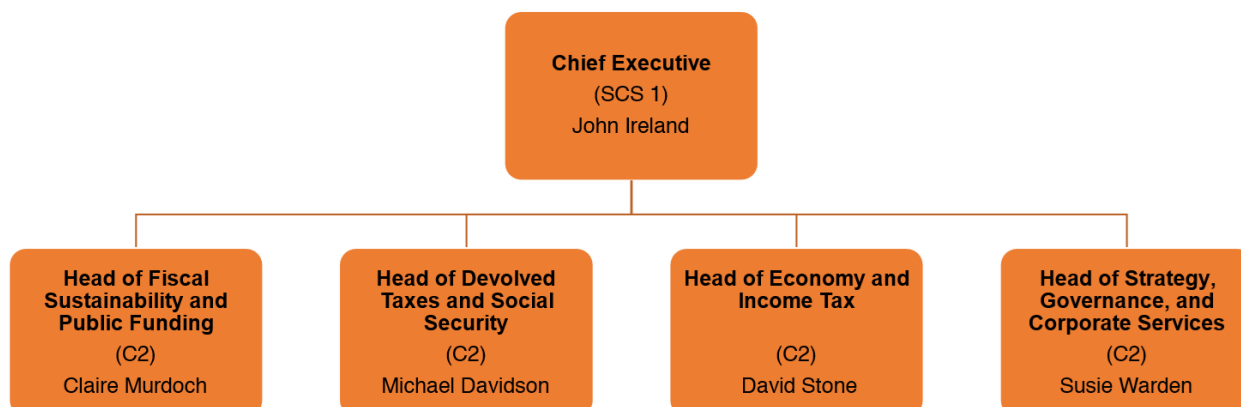 Chief Executive
(SCS 1)
John Ireland
Head of Fiscal
Sustainability and
Public Funding
(C2)
Claire Murdoch
Head of Devolved
Taxes and Social
Security
(C2)
Michael Davidson
Head of Economy and
Income Tax
(C2)
David Stone
Head of Strategy,
Governance, and
Corporate Services
(C2)
Susie Warden